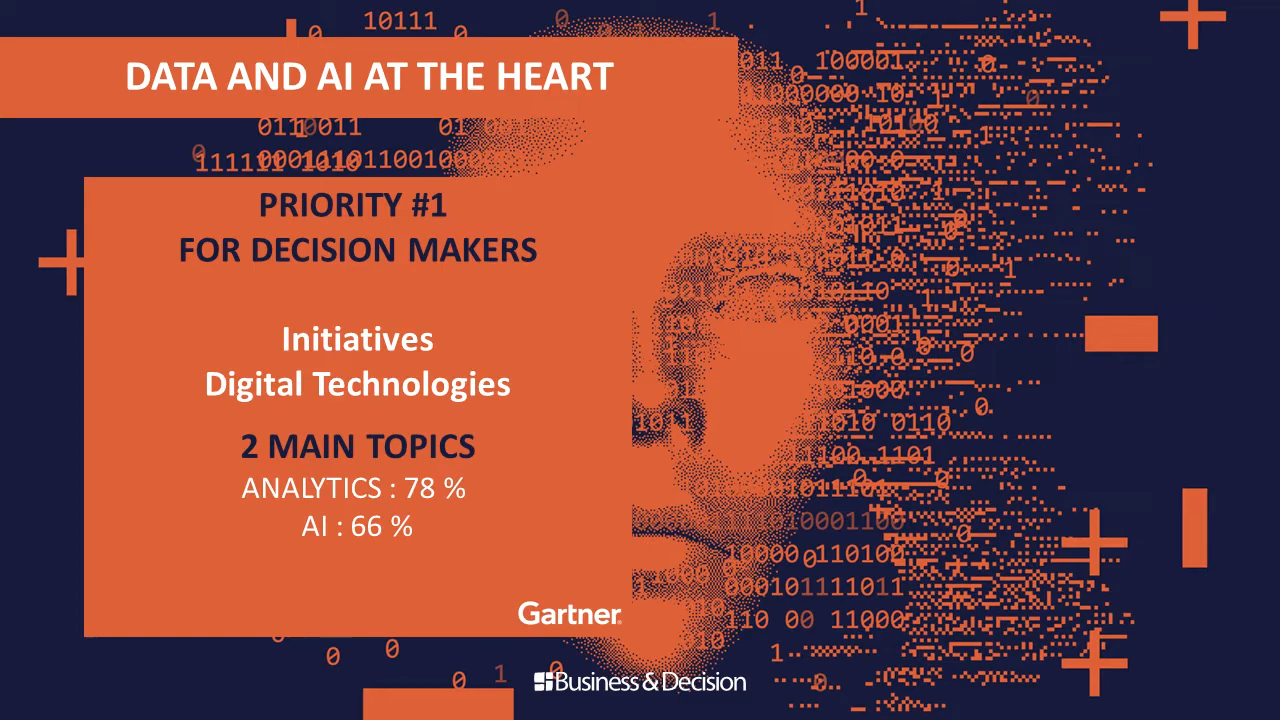 DATA AND AI AT THE HEART
PRIORITY #1
FOR DECISION MAKERS
Initiatives
Digital Technologies
2 MAIN TOPICS
ANALYTICS : 78 %
AI : 66 %
Gartner®
Business & Decision